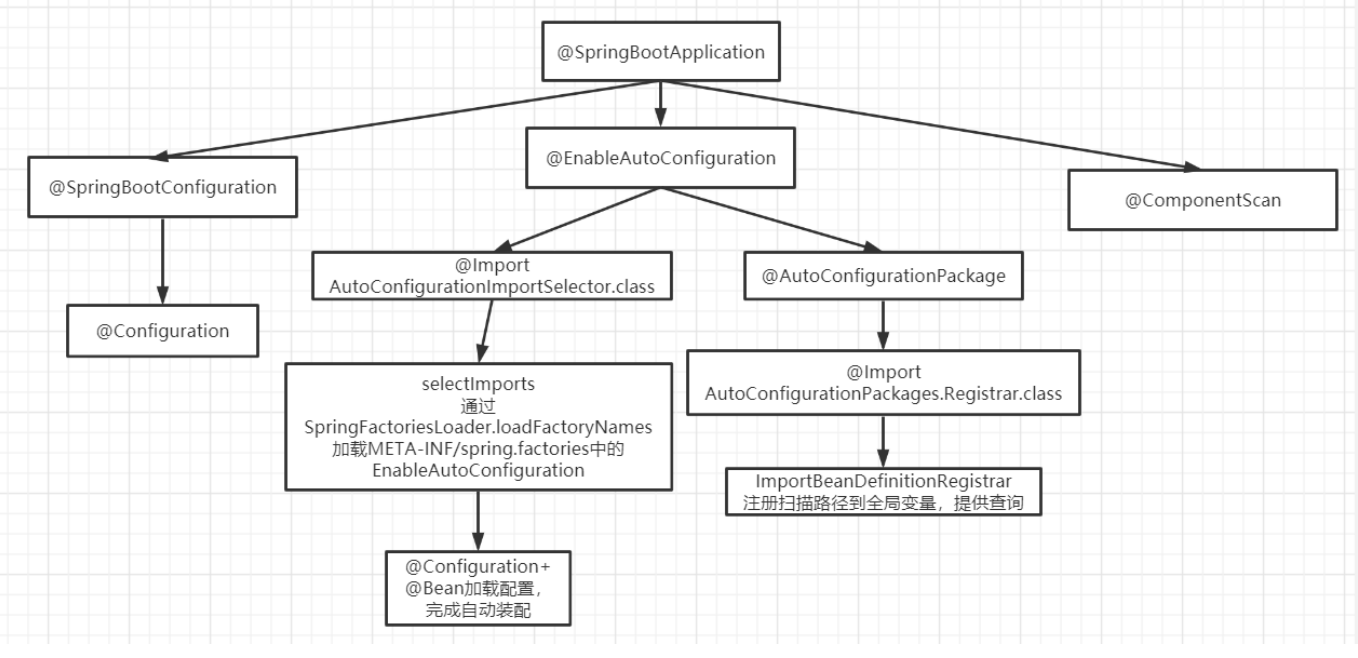 @SpringBootApplication
@SpringBootConfiguration
@EnableAutoConfiguration
@ComponentScan
@Configuration
@Import
AutoConfigurationImportSelector.class
@AutoConfigurationPackage
selectImports
通过
SpringFactoriesLoader.loadFactoryNames
加载META-INF/spring.factories中的
EnableAutoConfiguration
@Import
AutoConfigurationPackages.Registrar.class
ImportBeanDefinitionRegistrar
注册扫描路径到全局变量，提供查询
@Configuration+
@Bean加载配置，
完成自动装配